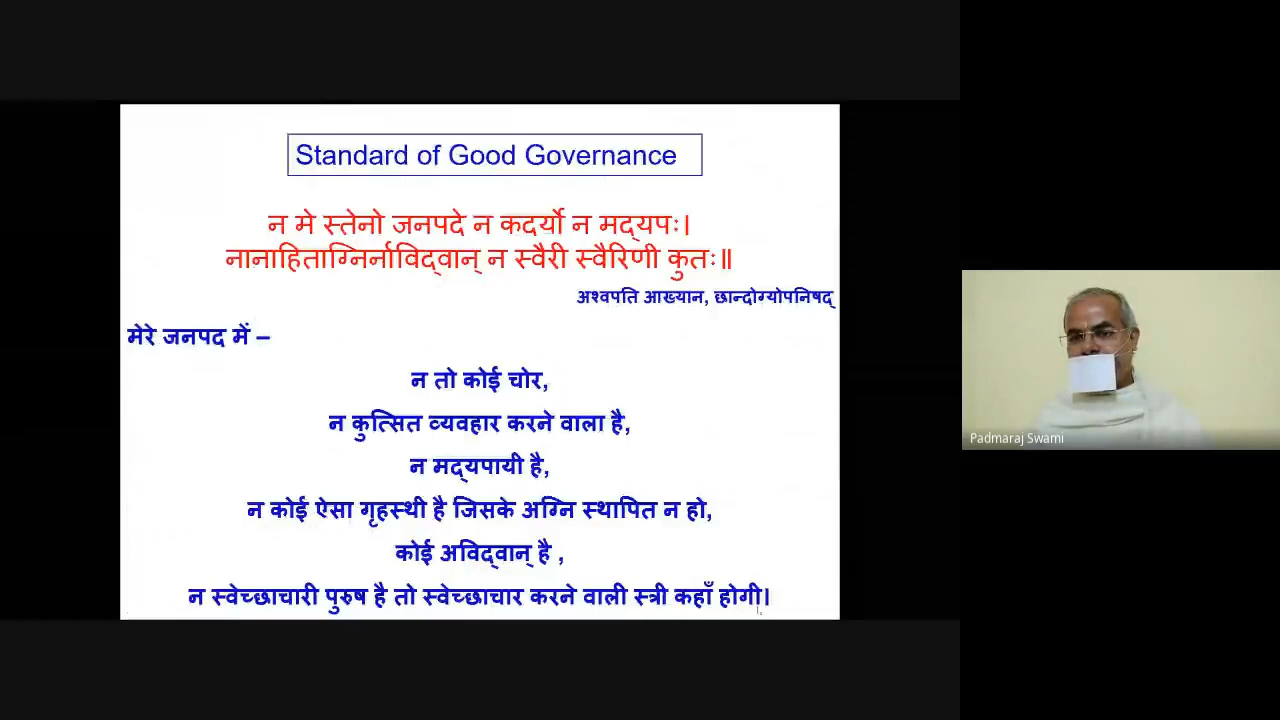 Standard of Good Governance
न मे स्तेनो जनपदे न कदर्यो न मद्यपः।
नानाहिताग्निर्नाविद्वान् न स्वैरी स्वैरिणी कुतः॥
अश्वपति आख्यान, छान्दोग्योपनिषद्
मेरे जनपद में –
न तो कोई चोर,
न कुत्सित व्यवहार करने वाला है,
न मद्यपायी है,
न कोई ऐसा गृहस्थी है जिसके अग्नि स्थापित न हो,
कोई अविद्वान् है ,
न स्वेच्छाचारी पुरुष है तो स्वेच्छाचार करने वाली स्त्री कहाँ होगी।
Padmaraj Swami